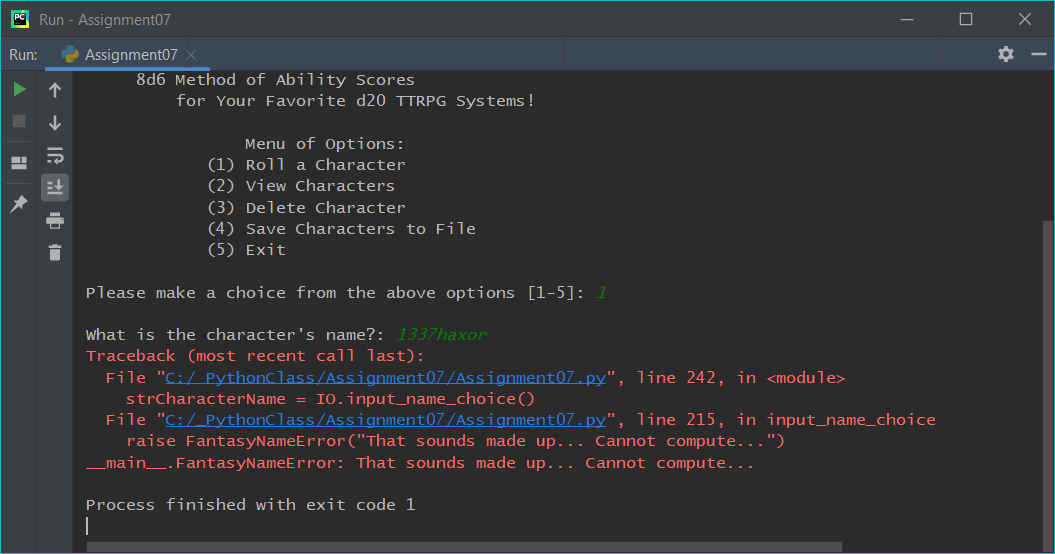 PC Run - Assignment07
Run: Assignment07
8d6 Method of Ability Scores
for Your Favorite d20 TTRPG Systems!
Menu of Options:
(1) Roll a Character
(2) View Characters
(3) Delete Character
(4) Save Characters to File
(5) Exit
Please make a choice from the above options [1-5]: 1
What is the character's name?: 1337haxor
Traceback (most recent call last):
File "C:/_PythonClass/Assignment07/Assignment07.py", line 242, in <module>
strCharacterName = IO.input_name_choice()
File "C:/_PythonClass/Assignment07/Assignment07.py", line 215, in input_name_choice
raise FantasyNameError("That sounds made up... Cannot compute...")
__main__.FantasyNameError: That sounds made up... Cannot compute...
Process finished with exit code 1